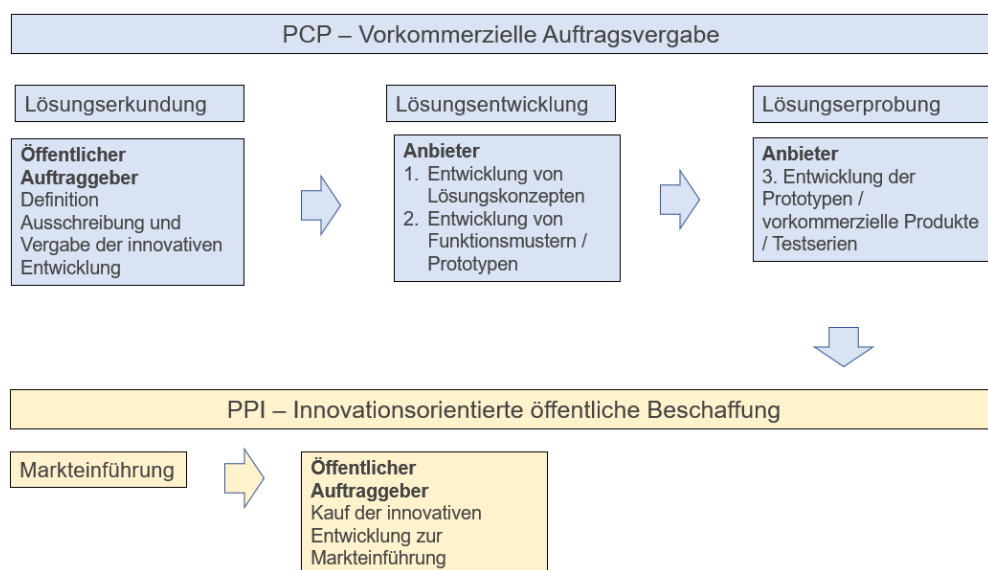 PCP – Vorkommerzielle Auftragsvergabe
Lösungserkundung
Öffentlicher
Auftraggeber
Definition
Ausschreibung und
Vergabe der innovativen
Entwicklung
Lösungsentwicklung
Anbieter
1. Entwicklung von
Lösungskonzepten
2. Entwicklung von
Funktionsmustern /
Prototypen
Lösungserprobung
Anbieter
3. Entwicklung der
Prototypen /
vorkommerzielle Produkte
/ Testserien
PPI – Innovationsorientierte öffentliche Beschaffung
Markteinführung
Öffentlicher
Auftraggeber
Kauf der innovativen
Entwicklung zur
Markteinführung